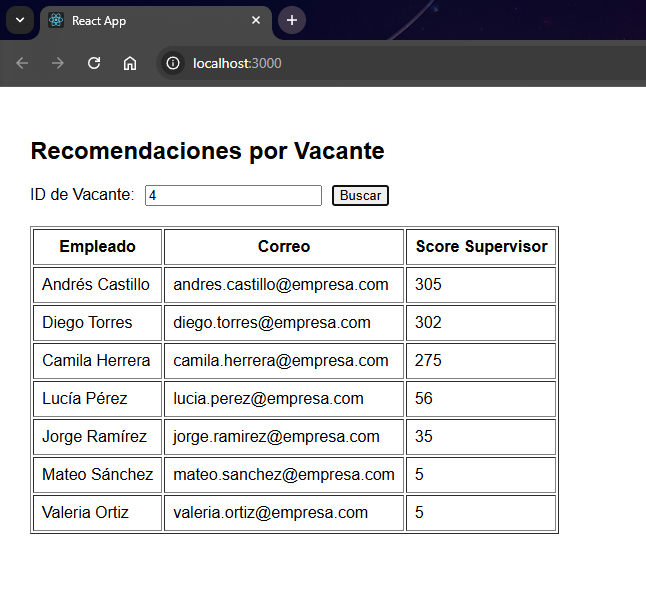 React App
localhost:3000
Recomendaciones por Vacante
ID de Vacante: 4 Buscar
Empleado Correo Score Supervisor
Andrés Castillo andres.castillo@empresa.com 305
Diego Torres diego.torres@empresa.com 302
Camila Herrera camila.herrera@empresa.com 275
Lucía Pérez lucia.perez@empresa.com 56
Jorge Ramírez jorge.ramirez@empresa.com 35
Mateo Sánchez mateo.sanchez@empresa.com 5
Valeria Ortiz valeria.ortiz@empresa.com 5